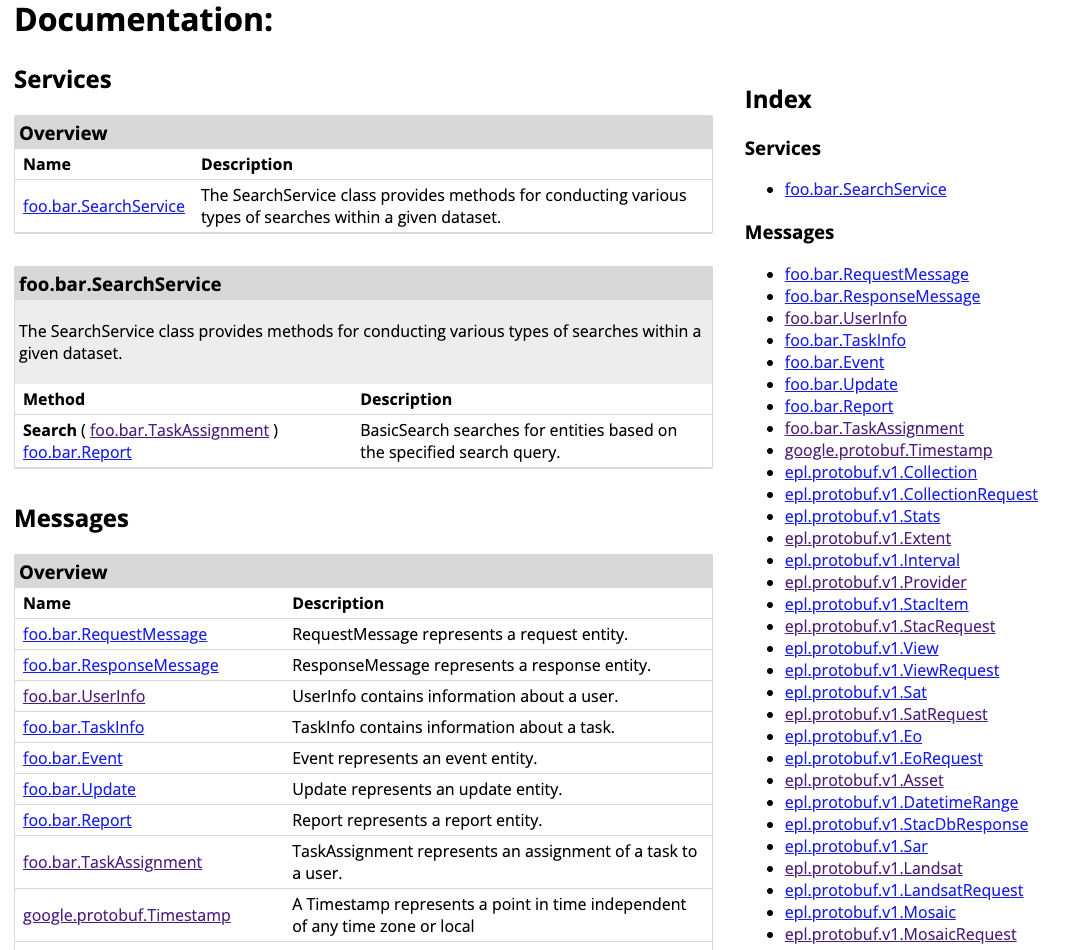 Documentation:
Services
Overview
Name Description
foo.bar.SearchService
The SearchService class provides methods for conducting various
types of searches within a given dataset.
foo.bar.SearchService
The SearchService class provides methods for conducting various types of searches within a
given dataset.
Method Description
Search ( foo.bar.TaskAssignment )
foo.bar.Report
BasicSearch searches for entities based on
the specified search query.
Messages
Overview
Name Description
foo.bar.RequestMessage RequestMessage represents a request entity.
foo.bar.ResponseMessage ResponseMessage represents a response entity.
foo.bar.UserInfo UserInfo contains information about a user.
foo.bar.TaskInfo TaskInfo contains information about a task.
foo.bar.Event Event represents an event entity.
foo.bar.Update Update represents an update entity.
foo.bar.Report Report represents a report entity.
foo.bar.TaskAssignment
TaskAssignment represents an assignment of a task to
a user.
google.protobuf.Timestamp
A Timestamp represents a point in time independent
of any time zone or local
Index
Services
• foo.bar.SearchService
Messages
• foo.bar.RequestMessage
• foo.bar.ResponseMessage
• foo.bar.UserInfo
• foo.bar.TaskInfo
• foo.bar.Event
• foo.bar.Update
• foo.bar.Report
• foo.bar.TaskAssignment
• google.protobuf.Timestamp
• epl.protobuf.v1.Collection
• epl.protobuf.v1.CollectionRequest
• epl.protobuf.v1.Stats
• epl.protobuf.v1.Extent
• epl.protobuf.v1.Interval
• epl.protobuf.v1.Provider
• epl.protobuf.v1.StacItem
• epl.protobuf.v1.StacRequest
• epl.protobuf.v1.View
• epl.protobuf.v1.ViewRequest
• epl.protobuf.v1.Sat
• epl.protobuf.v1.SatRequest
• epl.protobuf.v1.Eo
• epl.protobuf.v1.EoRequest
• epl.protobuf.v1.Asset
• epl.protobuf.v1.DatetimeRange
• epl.protobuf.v1.StacDbResponse
• epl.protobuf.v1.Sar
• epl.protobuf.v1.Landsat
• epl.protobuf.v1.LandsatRequest
• epl.protobuf.v1.Mosaic
• epl.protobuf.v1.MosaicRequest